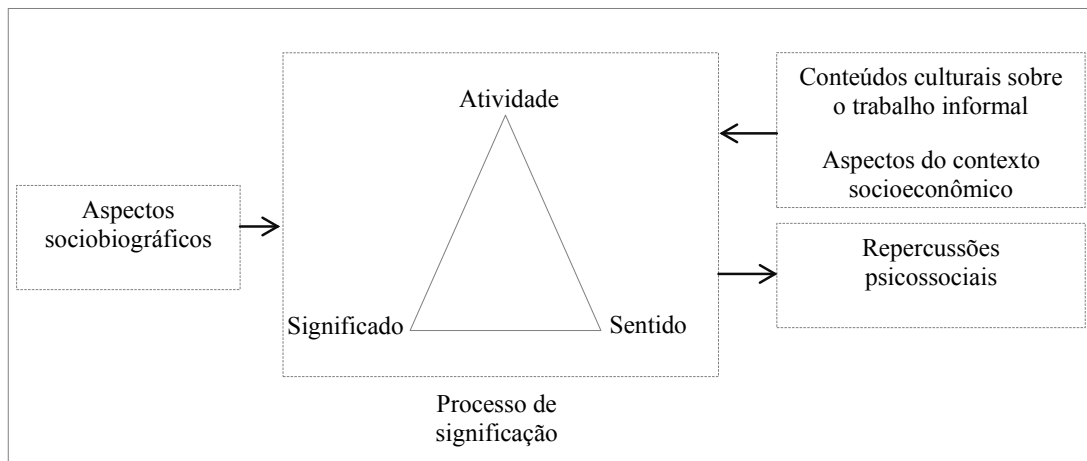 Aspectos
sociobiográficos
Atividade
Significado
Sentido
Processo de
significação
Conteúdos culturais sobre
o trabalho informal
Aspectos do contexto
socioeconômico
Repercussões
psicossociais